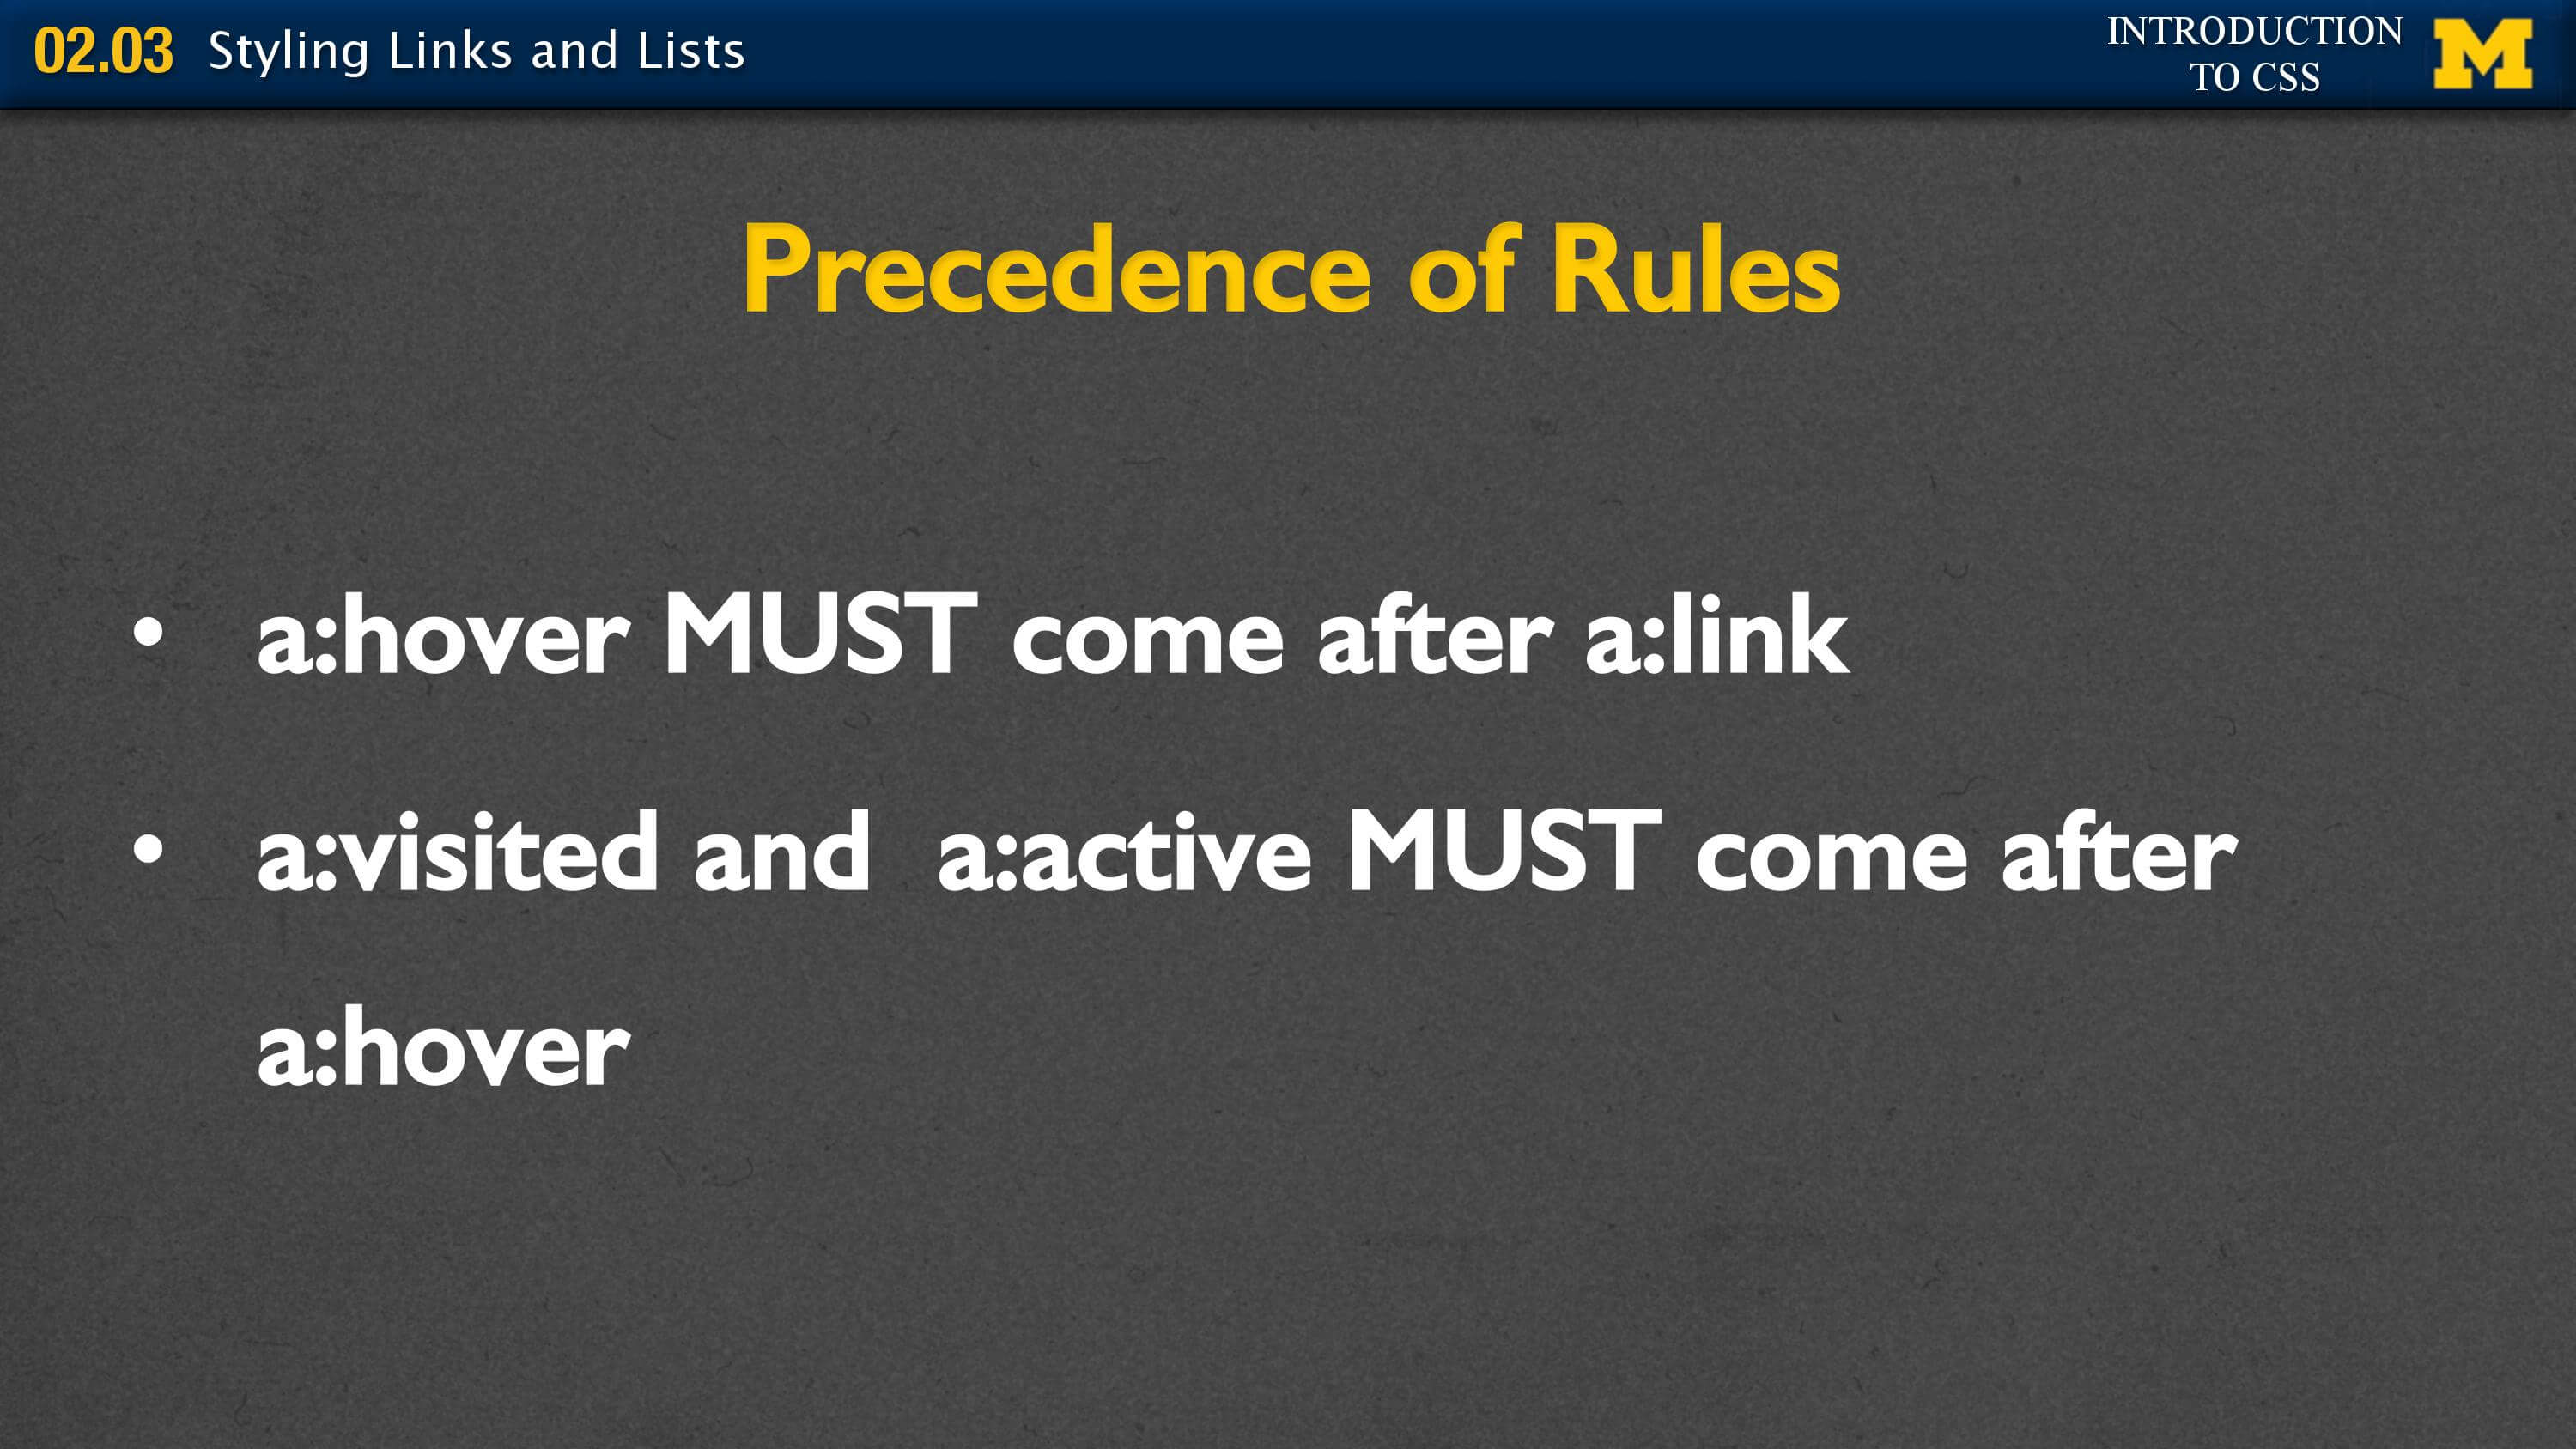 02.03 Styling Links and Lists
INTRODUCTION
TO CSS
M
Precedence of Rules
• a:hover MUST come after a:link
• a:visited and  a:active MUST come after
a:hover